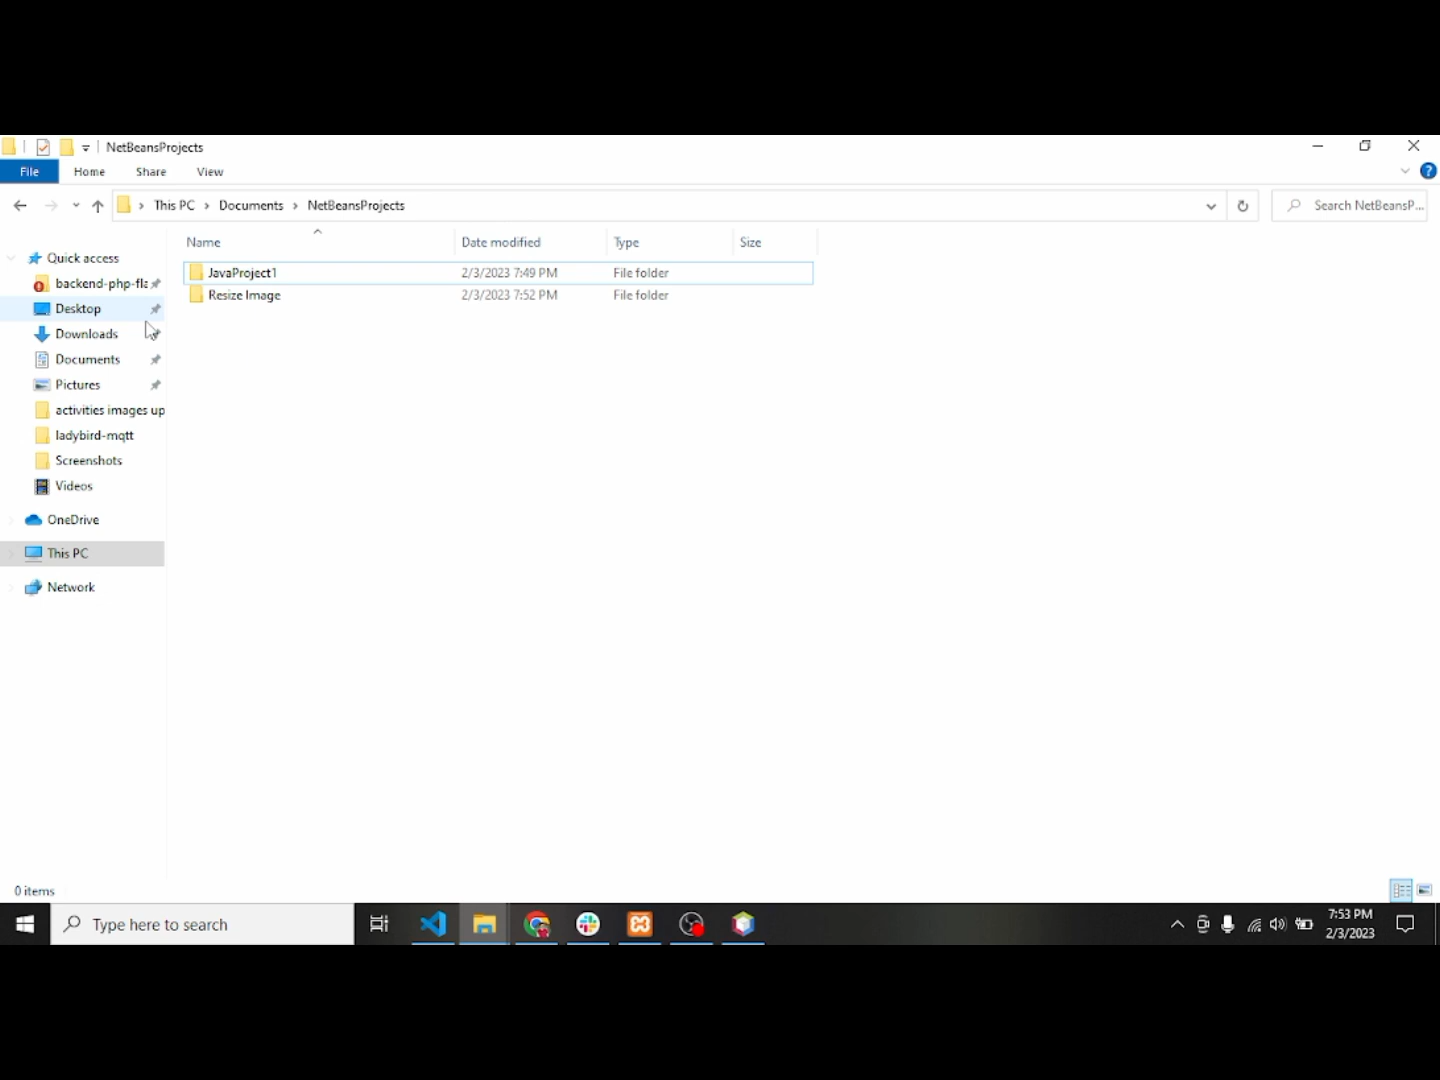 NetBeansProjects
File Home Share View
This PC > Documents > NetBeansProjects
Search NetBeansP...
Name Date modified Type Size
Quick access
backend-php-fla
Desktop
Downloads
Documents
Pictures
activities images up
ladybird-mqtt
Screenshots
Videos
OneDrive
This PC
Network
JavaProject1 2/3/2023 7:49 PM File folder
Resize Image 2/3/2023 7:52 PM File folder
0 items
Type here to search
7:53 PM
2/3/2023